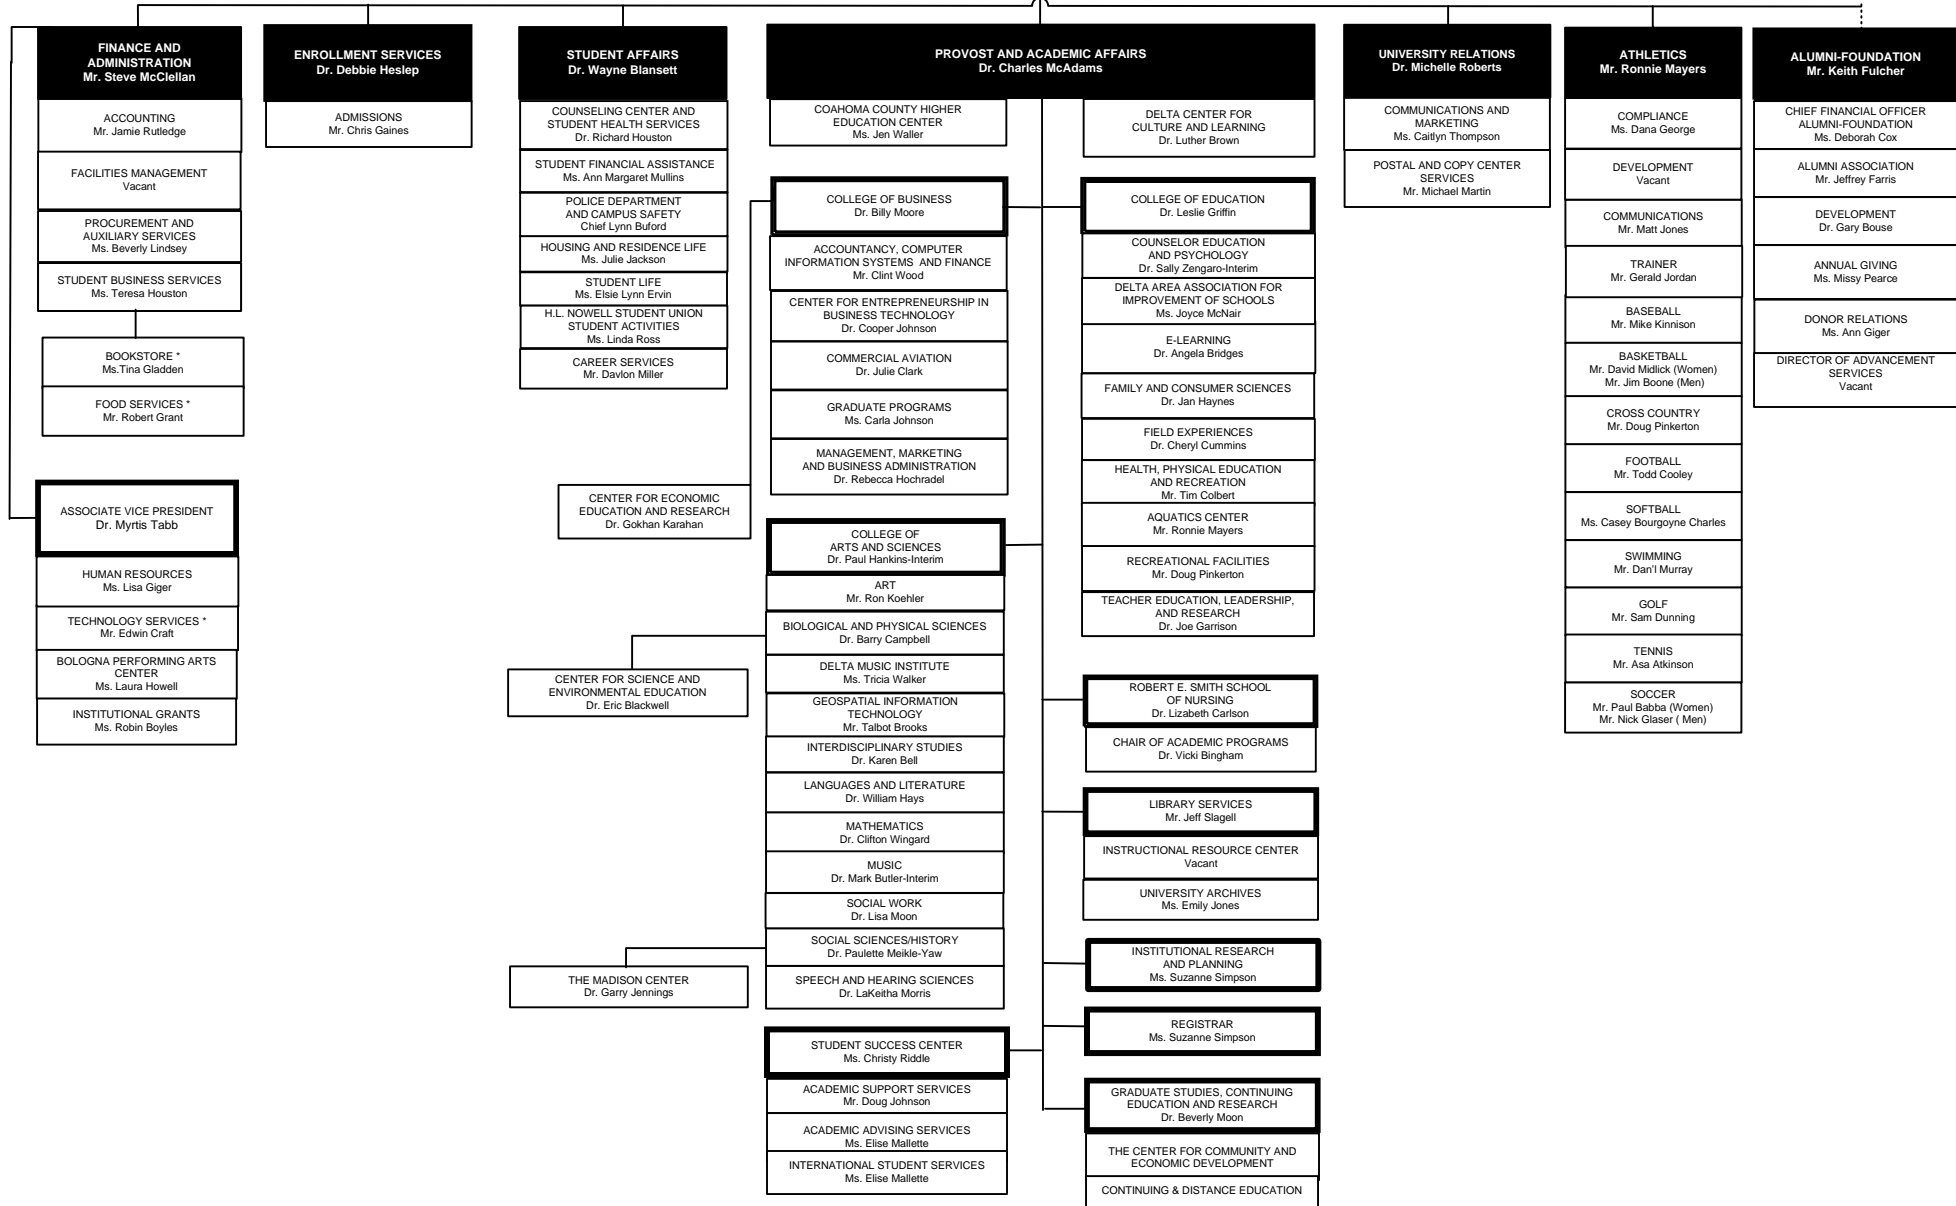 FINANCE AND
ADMINISTRATION
Mr. Steve McClellan
ACCOUNTING
Mr. Jamie Rutledge
FACILITIES MANAGEMENT
Vacant
PROCUREMENT AND
AUXILIARY SERVICES
Ms. Beverly Lindsey
STUDENT BUSINESS SERVICES
Ms. Teresa Houston
BOOKSTORE *
Ms.Tina Gladden
FOOD SERVICES *
Mr. Robert Grant
ASSOCIATE VICE PRESIDENT
Dr. Myrtis Tabb
HUMAN RESOURCES
Ms. Lisa Giger
TECHNOLOGY SERVICES *
Mr. Edwin Craft
BOLOGNA PERFORMING ARTS
CENTER
Ms. Laura Howell
INSTITUTIONAL GRANTS
Ms. Robin Boyles
ENROLLMENT SERVICES
Dr. Debbie Heslep
ADMISSIONS
Mr. Chris Gaines
STUDENT AFFAIRS
Dr. Wayne Blansett
COUNSELING CENTER AND
STUDENT HEALTH SERVICES
Dr. Richard Houston
STUDENT FINANCIAL ASSISTANCE
Ms. Ann Margaret Mullins
POLICE DEPARTMENT
AND CAMPUS SAFETY
Chief Lynn Buford
HOUSING AND RESIDENCE LIFE
Ms. Julie Jackson
STUDENT LIFE
Ms. Elsie Lynn Ervin
H.L. NOWELL STUDENT UNION
STUDENT ACTIVITIES
Ms. Linda Ross
CAREER SERVICES
Mr. Davlon Miller
PROVOST AND ACADEMIC AFFAIRS
Dr. Charles McAdams
COAHOMA COUNTY HIGHER
EDUCATION CENTER
Ms. Jen Waller
COLLEGE OF BUSINESS
Dr. Billy Moore
ACCOUNTANCY, COMPUTER
INFORMATION SYSTEMS  AND FINANCE
Mr. Clint Wood
CENTER FOR ENTREPRENEURSHIP IN
BUSINESS TECHNOLOGY
Dr. Cooper Johnson
COMMERCIAL AVIATION
Dr. Julie Clark
GRADUATE PROGRAMS
Ms. Carla Johnson
MANAGEMENT, MARKETING
AND BUSINESS ADMINISTRATION
Dr. Rebecca Hochradel
CENTER FOR ECONOMIC
EDUCATION AND RESEARCH
Dr. Gokhan Karahan
COLLEGE OF
ARTS AND SCIENCES
Dr. Paul Hankins-Interim
ART
Mr. Ron Koehler
BIOLOGICAL AND PHYSICAL SCIENCES
Dr. Barry Campbell
CENTER FOR SCIENCE AND
ENVIRONMENTAL EDUCATION
Dr. Eric Blackwell
DELTA MUSIC INSTITUTE
Ms. Tricia Walker
GEOSPATIAL INFORMATION
TECHNOLOGY
Mr. Talbot Brooks
INTERDISCIPLINARY STUDIES
Dr. Karen Bell
LANGUAGES AND LITERATURE
Dr. William Hays
MATHEMATICS
Dr. Clifton Wingard
MUSIC
Dr. Mark Butler-Interim
SOCIAL WORK
Dr. Lisa Moon
SOCIAL SCIENCES/HISTORY
Dr. Paulette Meikle-Yaw
THE MADISON CENTER
Dr. Garry Jennings
SPEECH AND HEARING SCIENCES
Dr. LaKeitha Morris
STUDENT SUCCESS CENTER
Ms. Christy Riddle
ACADEMIC SUPPORT SERVICES
Mr. Doug Johnson
ACADEMIC ADVISING SERVICES
Ms. Elise Mallette
INTERNATIONAL STUDENT SERVICES
Ms. Elise Mallette
DELTA CENTER FOR
CULTURE AND LEARNING
Dr. Luther Brown
COLLEGE OF EDUCATION
Dr. Leslie Griffin
COUNSELOR EDUCATION
AND PSYCHOLOGY
Dr. Sally Zengaro-Interim
DELTA AREA ASSOCIATION FOR
IMPROVEMENT OF SCHOOLS
Ms. Joyce McNair
E-LEARNING
Dr. Angela Bridges
FAMILY AND CONSUMER SCIENCES
Dr. Jan Haynes
FIELD EXPERIENCES
Dr. Cheryl Cummins
HEALTH, PHYSICAL EDUCATION
AND RECREATION
Mr. Tim Colbert
AQUATICS CENTER
Mr. Ronnie Mayers
RECREATIONAL FACILITIES
Mr. Doug Pinkerton
TEACHER EDUCATION, LEADERSHIP,
AND RESEARCH
Dr. Joe Garrison
ROBERT E. SMITH SCHOOL
OF NURSING
Dr. Lizabeth Carlson
CHAIR OF ACADEMIC PROGRAMS
Dr. Vicki Bingham
LIBRARY SERVICES
Mr. Jeff Slagell
INSTRUCTIONAL RESOURCE CENTER
Vacant
UNIVERSITY ARCHIVES
Ms. Emily Jones
INSTITUTIONAL RESEARCH
AND PLANNING
Ms. Suzanne Simpson
REGISTRAR
Ms. Suzanne Simpson
GRADUATE STUDIES, CONTINUING
EDUCATION AND RESEARCH
Dr. Beverly Moon
THE CENTER FOR COMMUNITY AND
ECONOMIC DEVELOPMENT
CONTINUING & DISTANCE EDUCATION
UNIVERSITY RELATIONS
Dr. Michelle Roberts
COMMUNICATIONS AND
MARKETING
Ms. Caitlyn Thompson
POSTAL AND COPY CENTER
SERVICES
Mr. Michael Martin
ATHLETICS
Mr. Ronnie Mayers
COMPLIANCE
Ms. Dana George
DEVELOPMENT
Vacant
COMMUNICATIONS
Mr. Matt Jones
TRAINER
Mr. Gerald Jordan
BASEBALL
Mr. Mike Kinnison
BASKETBALL
Mr. David Midlick (Women)
Mr. Jim Boone (Men)
CROSS COUNTRY
Mr. Doug Pinkerton
FOOTBALL
Mr. Todd Cooley
SOFTBALL
Ms. Casey Bourgoyne Charles
SWIMMING
Mr. Dan'l Murray
GOLF
Mr. Sam Dunning
TENNIS
Mr. Asa Atkinson
SOCCER
Mr. Paul Babba (Women)
Mr. Nick Glaser ( Men)
ALUMNI-FOUNDATION
Mr. Keith Fulcher
CHIEF FINANCIAL OFFICER
ALUMNI-FOUNDATION
Ms. Deborah Cox
ALUMNI ASSOCIATION
Mr. Jeffrey Farris
DEVELOPMENT
Dr. Gary Bouse
ANNUAL GIVING
Ms. Missy Pearce
DONOR RELATIONS
Ms. Ann Giger
DIRECTOR OF ADVANCEMENT
SERVICES
Vacant